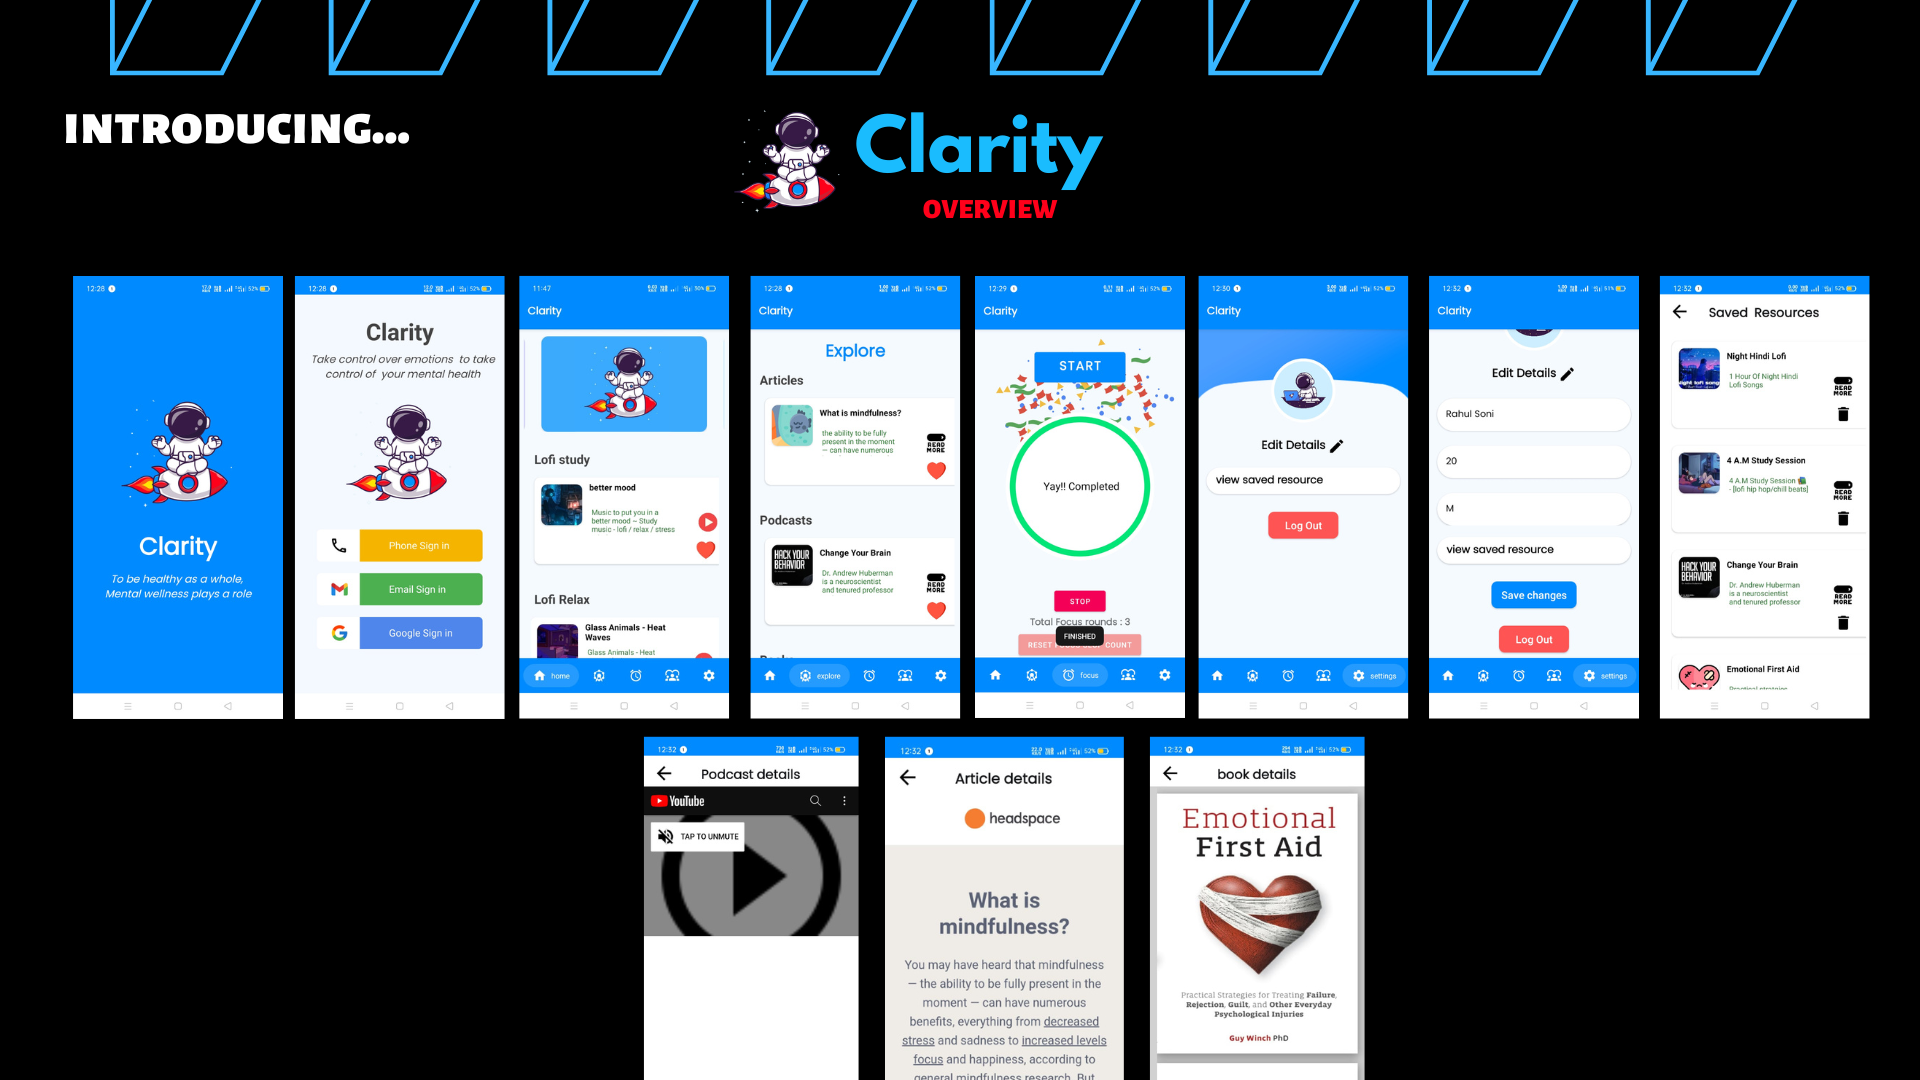 INTRODUCING...
Clarity
OVERVIEW
12:28
52%
Clarity
To be healthy as a whole,
Mental wellness plays a role
12:28
52%
Clarity
Take control over emotions to take
control of your mental health
Phone Sign in
Email Sign in
Google Sign in
11:47
50%
Clarity
Lofi study
better mood
Music to put you in a
better mood ~ Study
music - lofi / relax / stress
Lofi Relax
Glass Animals - Heat
Waves
Glass Animals - Heat
home
12:28
52%
Clarity
Explore
Articles
What is mindfulness?
the ability to be fully
present in the moment
— can have numerous
READ
MORE
Podcasts
HACK YOUR
BEHAVIOR
Change Your Brain
Dr. Andrew Huberman
is a neuroscientist
and tenured professor
READ
MORE
explore
12:29
52%
Clarity
START
Yay!! Completed
STOP
Total Focus rounds : 3
FINISHED
COUNT
focus
12:30
52%
Clarity
Edit Details
view saved resource
Log Out
settings
12:32
51%
Clarity
Edit Details
Rahul Soni
20
M
view saved resource
Save changes
Log Out
settings
12:32
52%
Saved Resources
night lofi song
Night Hindi Lofi
1 Hour Of Night Hindi
Lofi Songs
READ
MORE
4 A.M Study Session
4 A.M Study Session 📚
- [lofi hip hop/chill beats]
READ
MORE
HACK YOUR
BEHAVIOR
Change Your Brain
Dr. Andrew Huberman
is a neuroscientist
and tenured professor
READ
MORE
Emotional First Aid
12:32
52%
Podcast details
YouTube
TAP TO UNMUTE
12:32
52%
Article details
headspace
What is
mindfulness?
You may have heard that mindfulness
— the ability to be fully present in the
moment — can have numerous
benefits, everything from decreased
stress and sadness to increased levels
focus and happiness, according to
general mindfulness research. But
12:32
52%
book details
Emotional
First Aid
Practical Strategies for Treating Failure,
Rejection, Guilt, and Other Everyday
Psychological Injuries
Guy Winch PhD